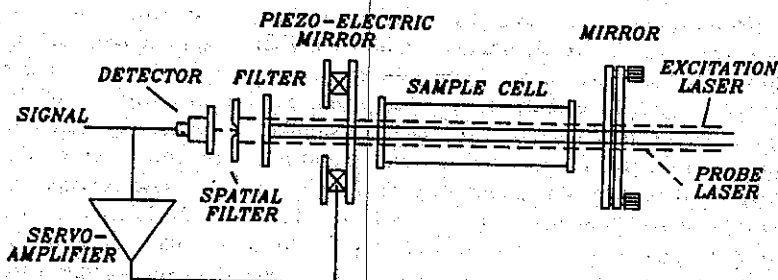 PIEZO-ELECTRIC
MIRROR
MIRROR
DETECTOR
FILTER
SAMPLE CELL
EXCITATION
LASER
SIGNAL
PROBE
LASER
SPATIAL
FILTER
SERVO-
AMPLIFIER